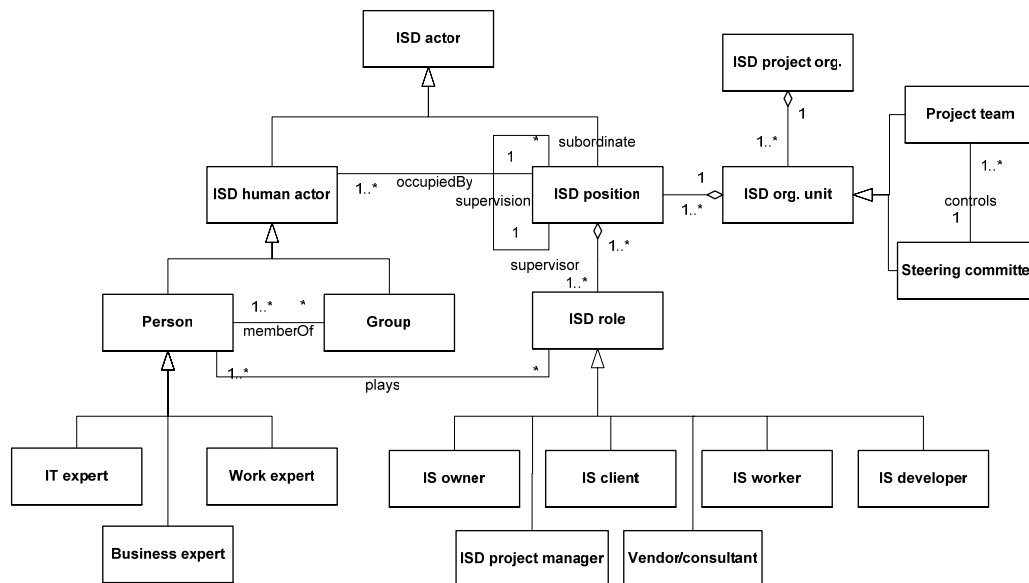 ISD actor
ISD project org.
1
Project team
* subordinate
1..*
1..*
1
occupiedBy
1
ISD human actor
1..*
ISD position
ISD org. unit
supervision
1..*
controls
1
1
1..*
supervisor
Steering committe
1..*
1..*
*
Person
Group
ISD role
memberOf
1..*
*
plays
IT expert
Work expert
IS owner
IS client
IS worker
IS developer
Business expert
ISD project manager
Vendor/consultant